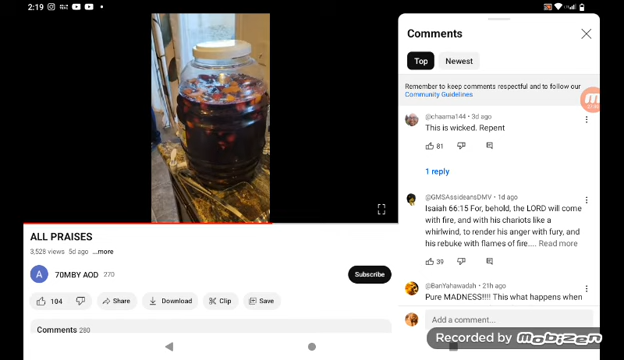 2:19
Comments
Top
Newest
Remember to keep comments respectful and to follow our
Community Guidelines
@chaama144 • 3d ago
This is wicked. Repent
81
1 reply
@GMSAssideansDMV • 1d ago
Isaiah 66:15 For, behold, the LORD will come
with fire, and with his chariots like a
whirlwind, to render his anger with fury, and
his rebuke with flames of fire.... Read more
39
@BanYahawadah • 21h ago
Pure MADNESS!!!! This what happens when
Add a comment...
ALL PRAISES
3,528 views 5d ago ...more
A
70MBY AOD 270
Subscribe
104
Share
Download
Clip
Save
Comments 280
Recorded by Mobizen